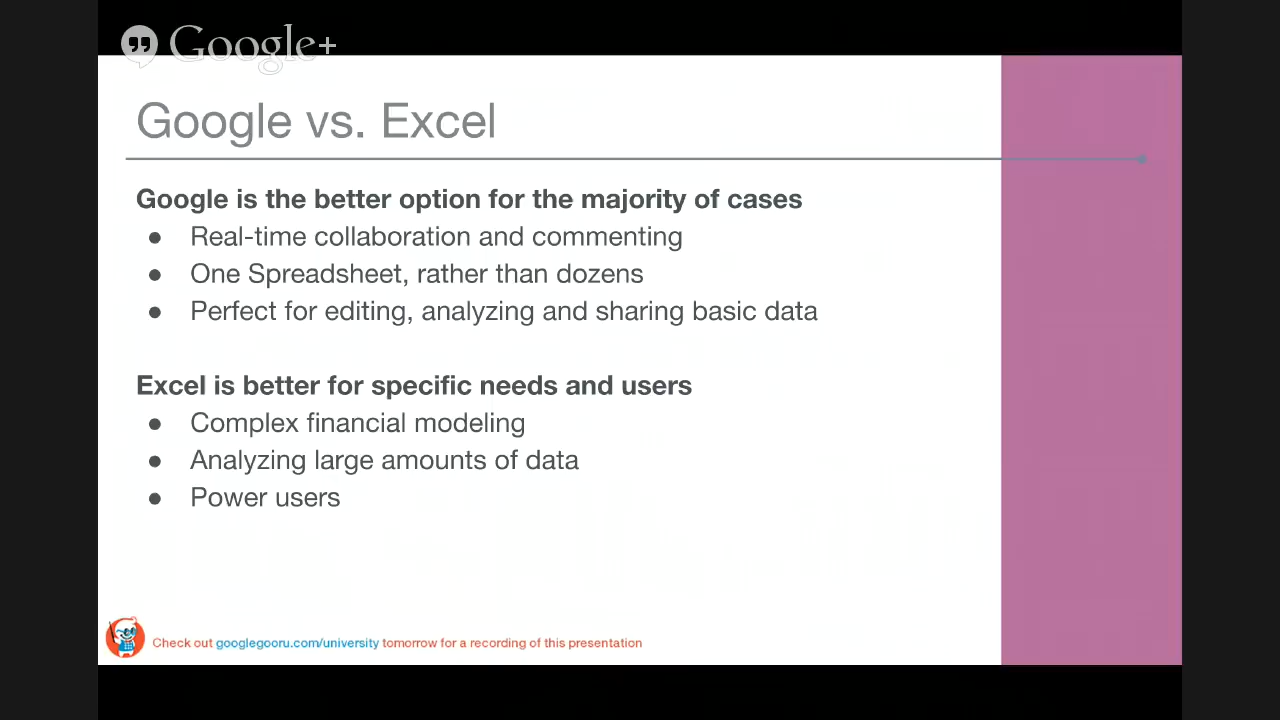 Google+
Google vs. Excel
Google is the better option for the majority of cases
● Real-time collaboration and commenting
● One Spreadsheet, rather than dozens
● Perfect for editing, analyzing and sharing basic data
Excel is better for specific needs and users
● Complex financial modeling
● Analyzing large amounts of data
● Power users
Check out googlegooru.com/university tomorrow for a recording of this presentation